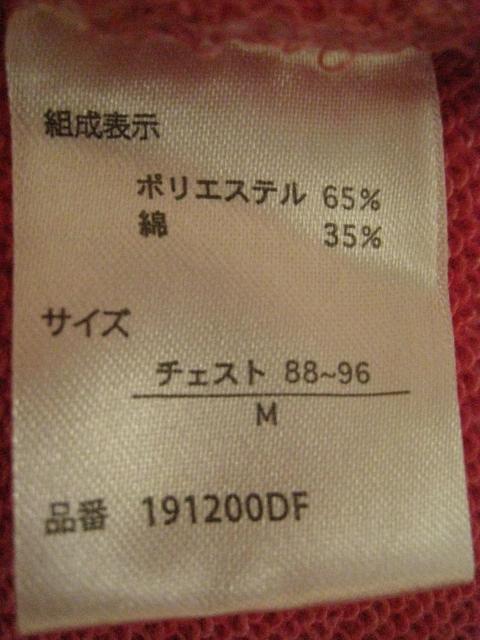 組成表示
ポリエステル 65%
綿 35%
サイズ
チェスト 88~96
M
品番 191200DF